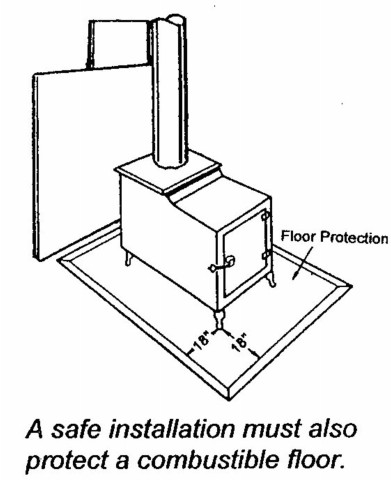 Floor Protection
18" 18"
A safe installation must also
protect a combustible floor.